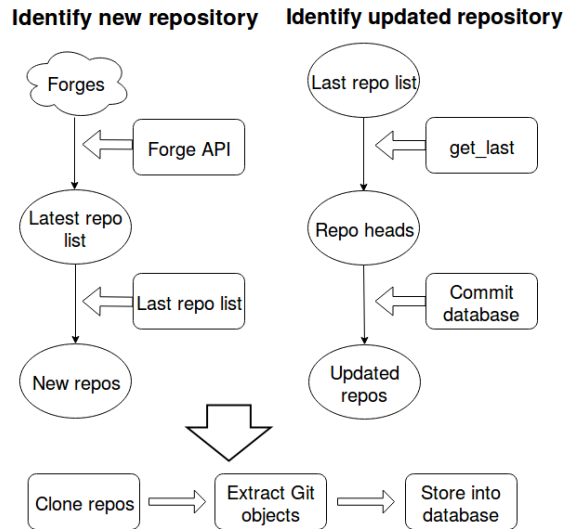 Identify new repository
Identify updated repository
Forges
Last repo list
Forge API
get_last
Latest repo
list
Repo heads
Last repo list
Commit
database
New repos
Updated
repos
Clone repos
Extract Git
objects
Store into
database